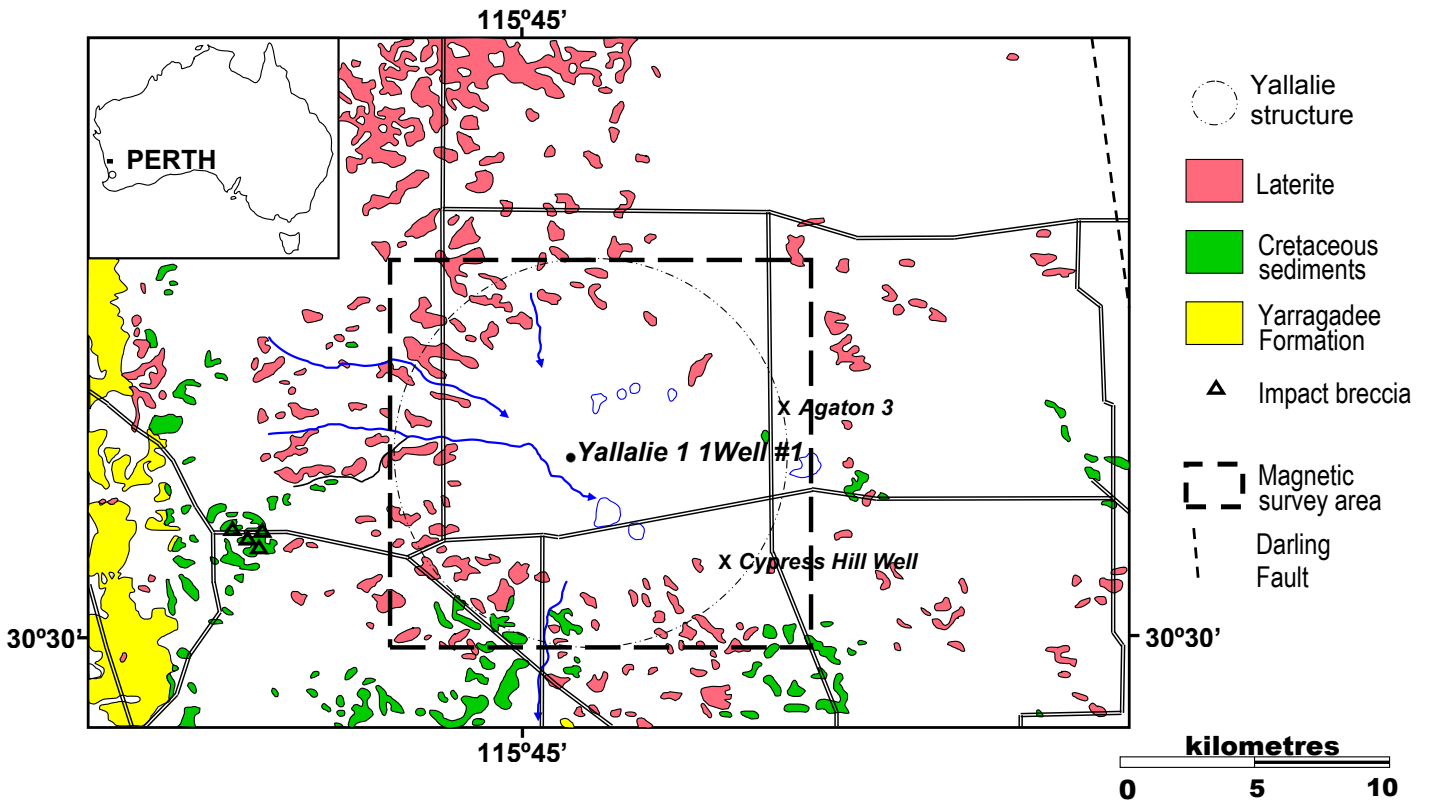 115º45’
PERTH
Yallalie
structure
Laterite
Cretaceous
sediments
Yarragadee
Formation
Impact breccia
Magnetic
survey area
Darling
Fault
x Agaton 3
Yallalie 1 1Well #1
x Cypress Hill Well
30º30’
30º30’
115º45’
kilometres
0 5 10